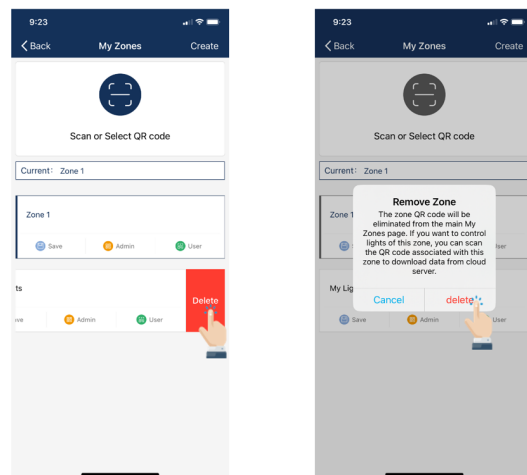 9:23
Back My Zones Create
Scan or Select QR code
Current: Zone 1
Zone 1
Save Admin User
ts
Delete
ve Admin User
9:23
Back My Zones Create
Scan or Select QR code
Current: Zone 1
Zone 1
Remove Zone
The zone QR code will be
eliminated from the main My
Zones page. If you want to control
lights of this zone, you can scan
the QR code associated with this
zone to download data from cloud
server.
Cancel delete
My Lig
Save Admin User